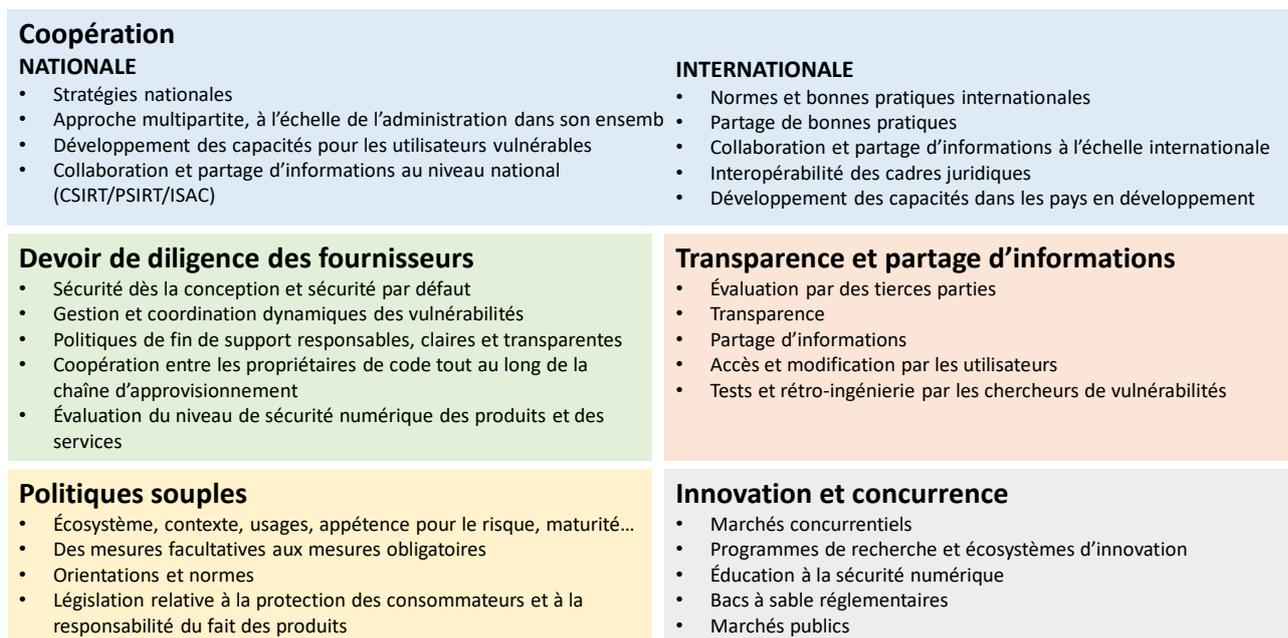 Coopération
NATIONALE
• Stratégies nationales
• Approche multipartite, à l’échelle de l’administration dans son ensemb
• Développement des capacités pour les utilisateurs vulnérables
• Collaboration et partage d’informations au niveau national
(CSIRT/PSIRT/ISAC)
INTERNATIONALE
• Normes et bonnes pratiques internationales
• Partage de bonnes pratiques
• Collaboration et partage d’informations à l’échelle internationale
• Interopérabilité des cadres juridiques
• Développement des capacités dans les pays en développement
Devoir de diligence des fournisseurs
• Sécurité dès la conception et sécurité par défaut
• Gestion et coordination dynamiques des vulnérabilités
• Politiques de fin de support responsables, claires et transparentes
• Coopération entre les propriétaires de code tout au long de la
chaîne d’approvisionnement
• Évaluation du niveau de sécurité numérique des produits et des
services
Transparence et partage d’informations
• Évaluation par des tierces parties
• Transparence
• Partage d’informations
• Accès et modification par les utilisateurs
• Tests et rétro-ingénierie par les chercheurs de vulnérabilités
Politiques souples
• Écosystème, contexte, usages, appétence pour le risque, maturité…
• Des mesures facultatives aux mesures obligatoires
• Orientations et normes
• Législation relative à la protection des consommateurs et à la
responsabilité du fait des produits
Innovation et concurrence
• Marchés concurrentiels
• Programmes de recherche et écosystèmes d’innovation
• Éducation à la sécurité numérique
• Bacs à sable réglementaires
• Marchés publics